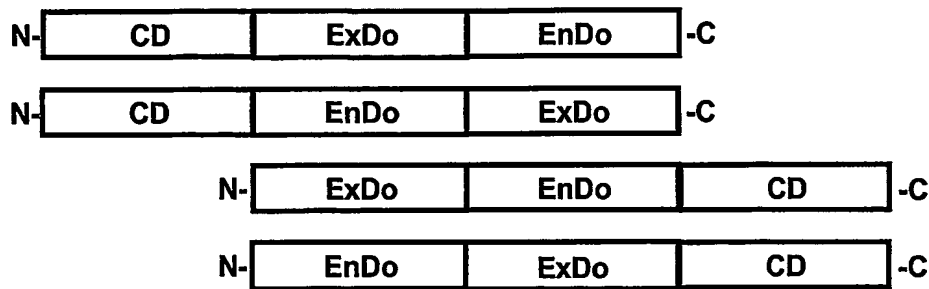 N- CD ExDo EnDo -C
N- CD EnDo ExDo -C
N- ExDo EnDo CD -C
N- EnDo ExDo CD -C